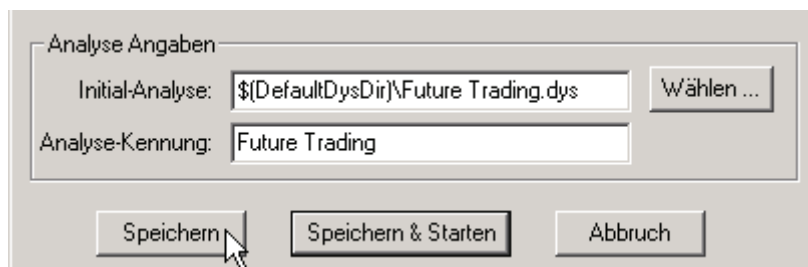 Analyse Angaben
Initial-Analyse: $(DefaultDysDir)\Future Trading.dys Wählen ...
Analyse-Kennung: Future Trading
Speichern Speichern & Starten Abbruch